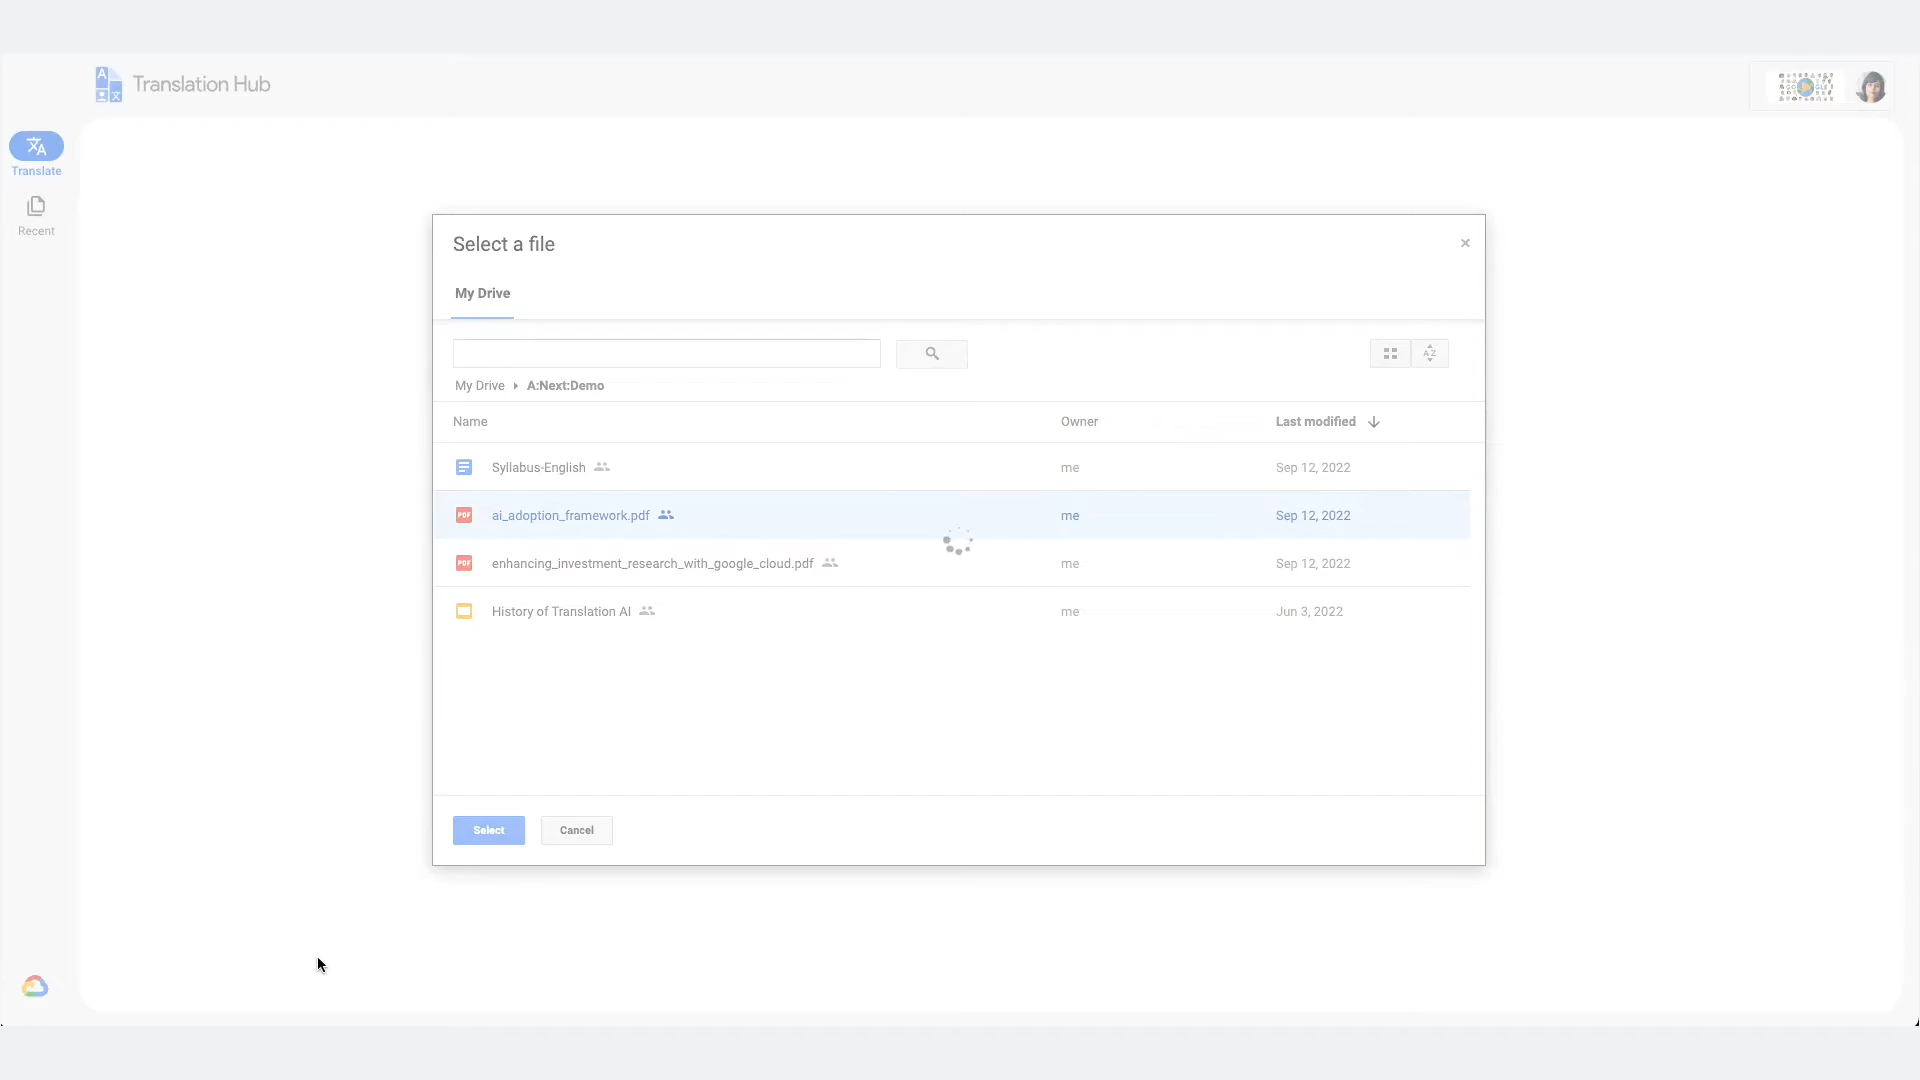 Translation Hub
Translate
Recent
Select a file
My Drive
My Drive A:Next:Demo
Name Owner Last modified
Syllabus-English me Sep 12, 2022
PDF ai_adoption_framework.pdf me Sep 12, 2022
PDF enhancing_investment_research_with_google_cloud.pdf me Sep 12, 2022
History of Translation AI me Jun 3, 2022
Select Cancel